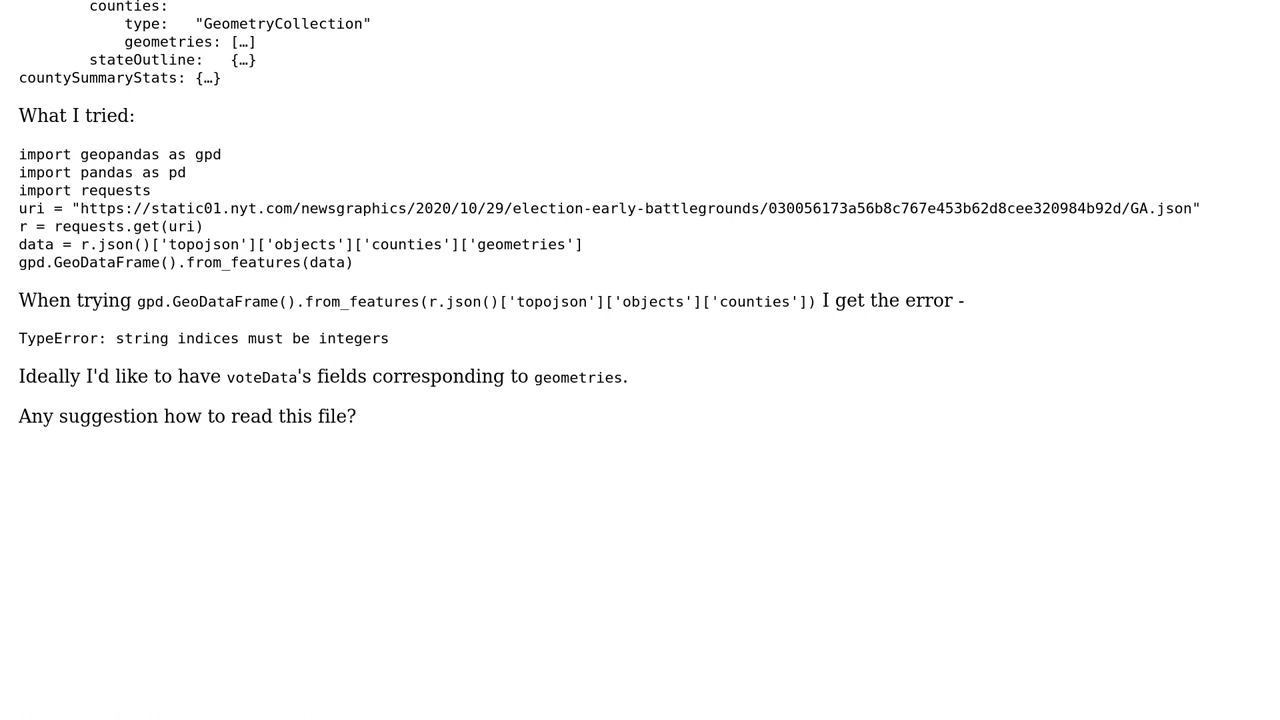 counties:
type: "GeometryCollection"
geometries: […]
stateOutline: {…}
countySummaryStats: {…}
What I tried:
import geopandas as gpd
import pandas as pd
import requests
uri = "https://static01.nyt.com/newsgraphics/2020/10/29/election-early-battlegrounds/030056173a56b8c767e453b62d8cee320984b92d/GA.json"
r = requests.get(uri)
data = r.json()['topojson']['objects']['counties']['geometries']
gpd.GeoDataFrame().from_features(data)
When trying gpd.GeoDataFrame().from_features(r.json()['topojson']['objects']['counties']) I get the error -
TypeError: string indices must be integers
Ideally I'd like to have voteData's fields corresponding to geometries.
Any suggestion how to read this file?